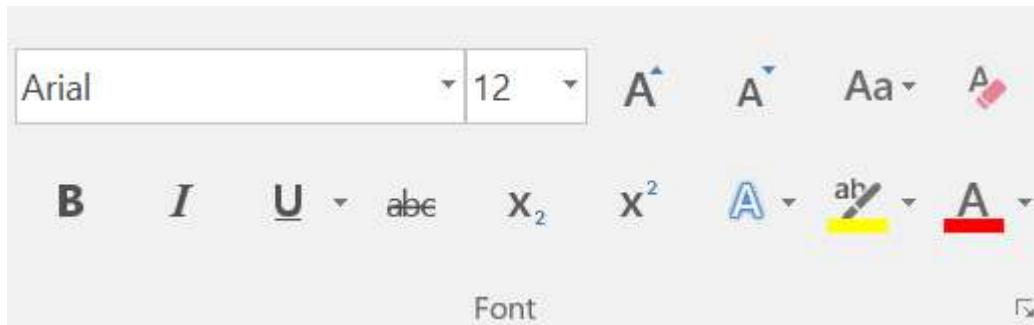 Arial 12 A A Aa A
B I U abc X₂ X² A ab A
Font